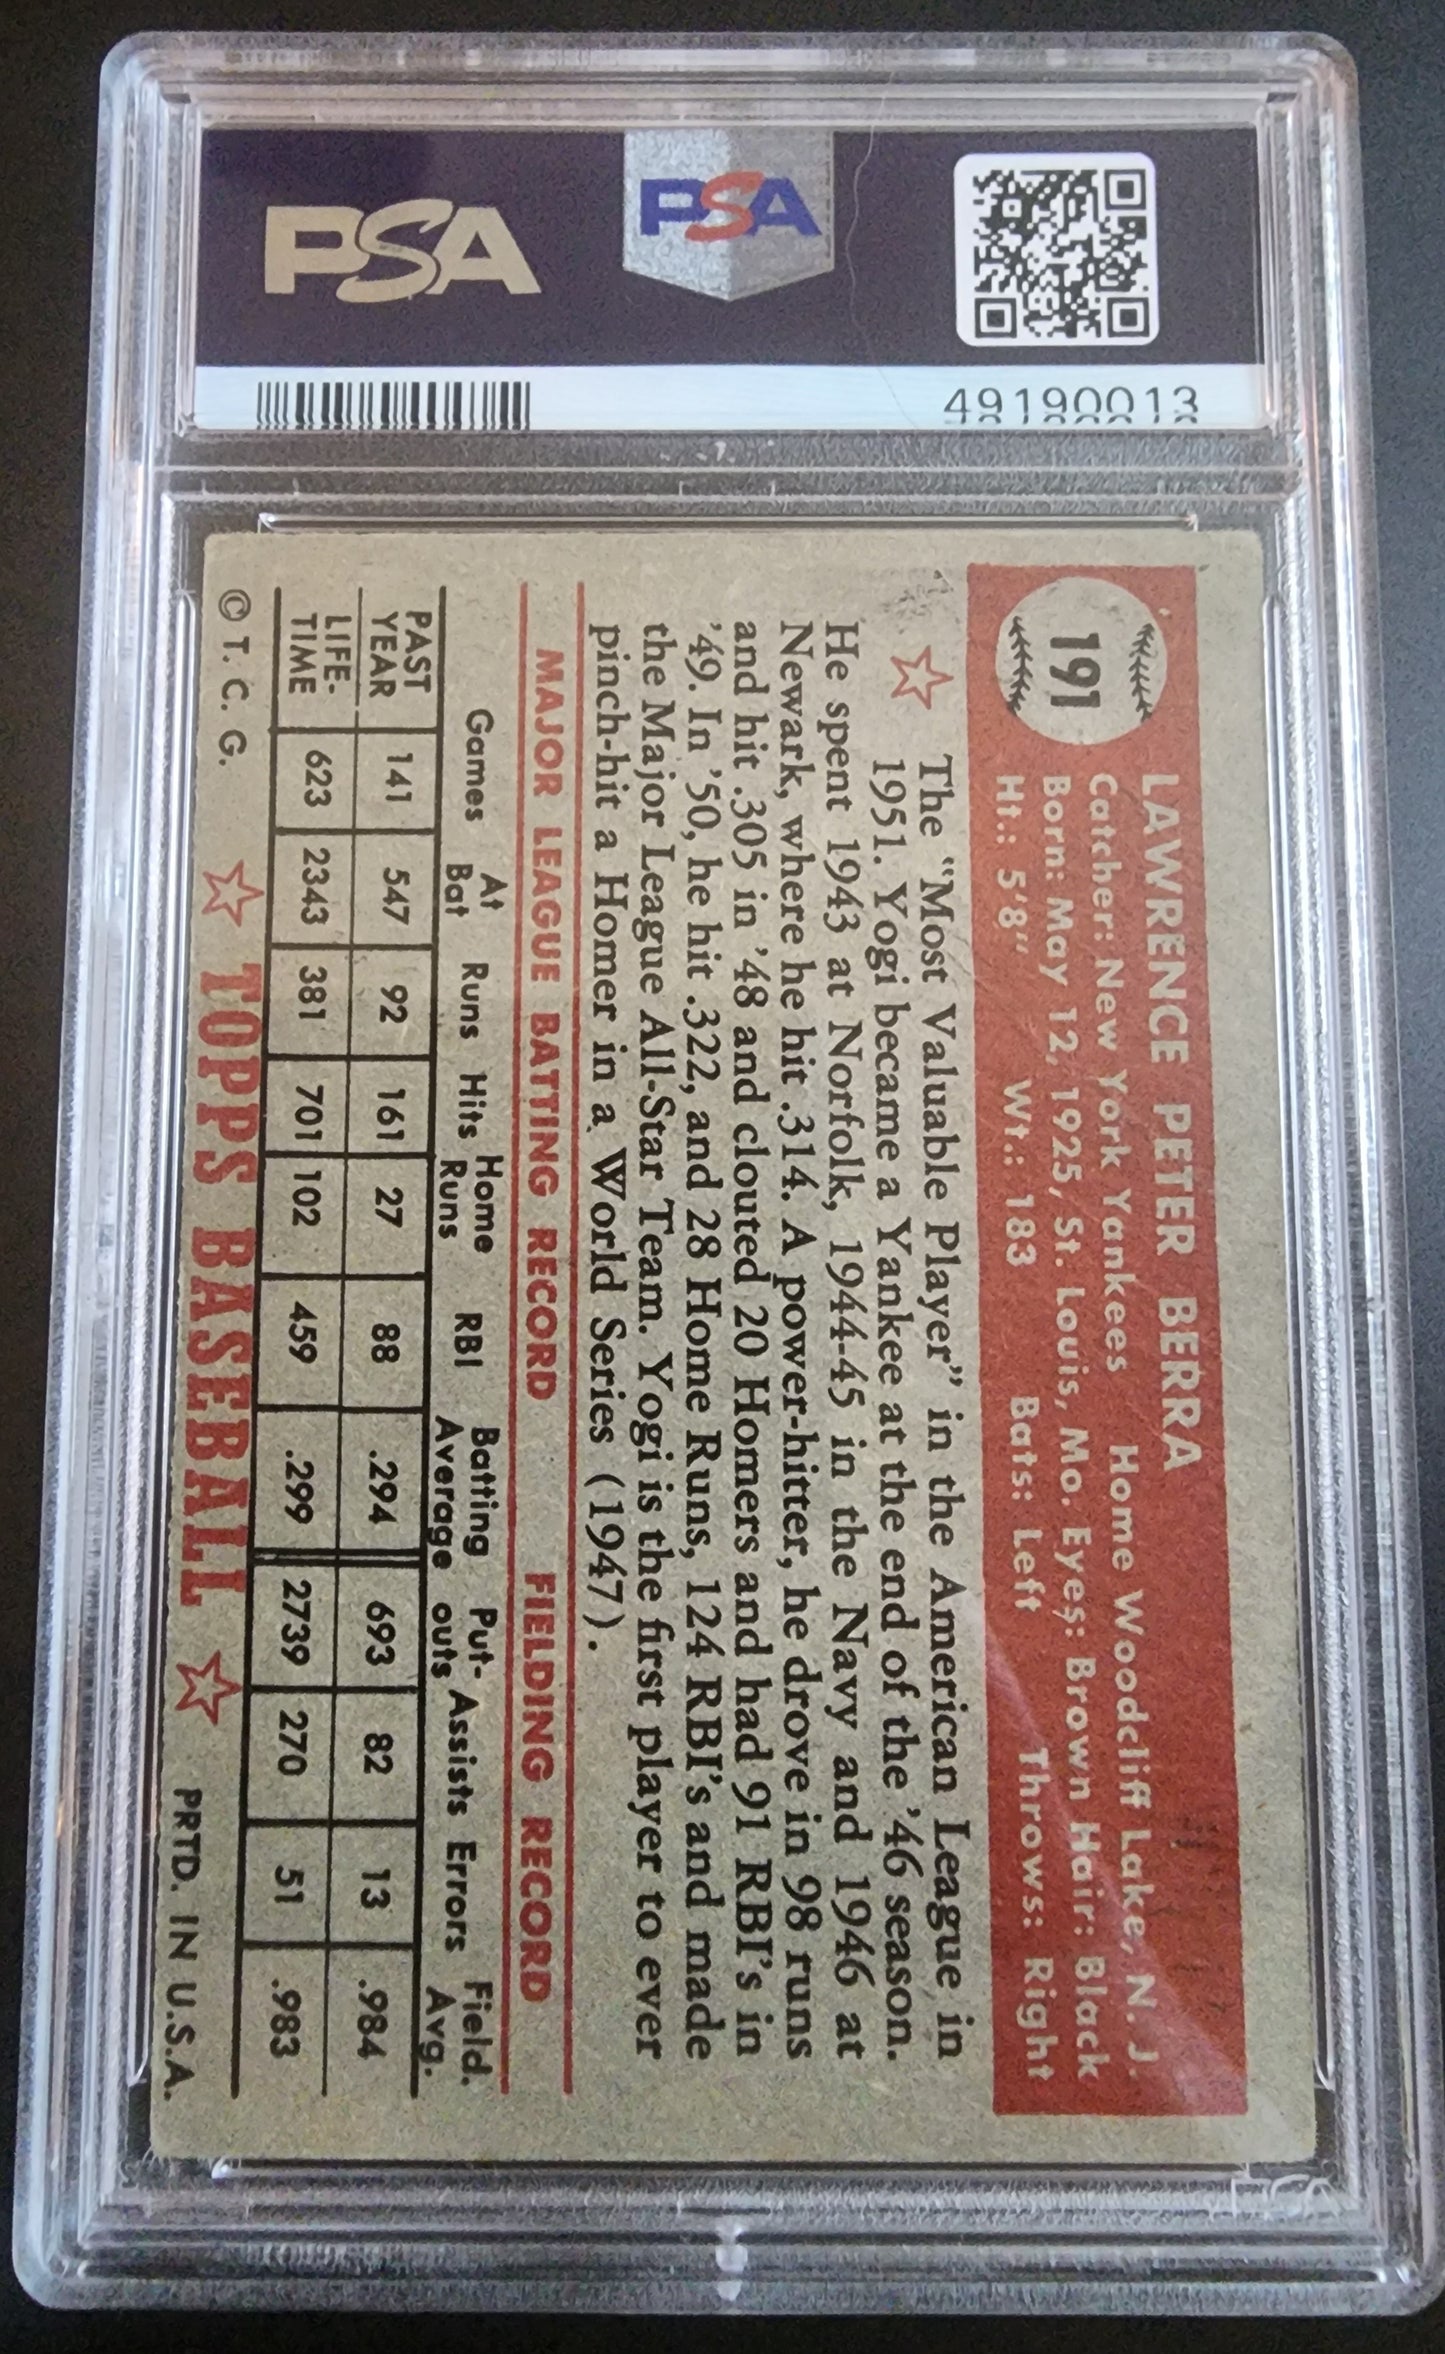 PSA
PSA
49190013
191
LAWRENCE PETER BERRA
Catcher: New York Yankees Home Woodcliff Lake, N. J.
Born: May 12, 1925, St. Louis, Mo. Eyes: Brown Hair: Black
Ht.: 5'8" Wt.: 183 Bats: Left Throws: Right
The "Most Valuable Player" in the American League in
1951. Yogi became a Yankee at the end of the '46 season.
He spent 1943 at Norfolk, 1944-45 in the Navy and 1946 at
Newark, where he hit .314. A power-hitter, he drove in 98 runs
and hit .305 in '48 and clouted 20 Homers and had 91 RBI's in
'49. In '50, he hit .322, and 28 Home Runs, 124 RBI's and made
the Major League All-Star Team. Yogi is the first player to ever
pinch-hit a Homer in a World Series (1947).
MAJOR LEAGUE BATTING RECORD FIELDING RECORD
Games At Bat Runs Hits Home Runs RBI Batting Average Put-outs Assists Errors Field. Avg.
PAST YEAR 141 547 92 161 27 88 .294 693 82 13 .984
LIFE-TIME 623 2343 381 701 102 459 .299 2739 270 51 .983
© T. C. G. TOPPS BASEBALL PRTD. IN U.S.A.